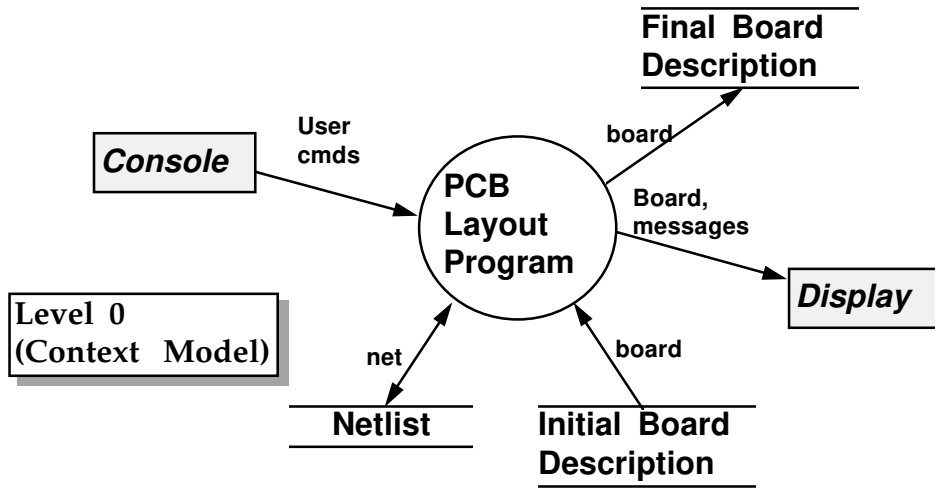 Final Board
Description
User
cmds
board
Console
PCB
Layout
Program
Board,
messages
Display
Level 0
(Context Model)
net
board
Netlist
Initial Board
Description